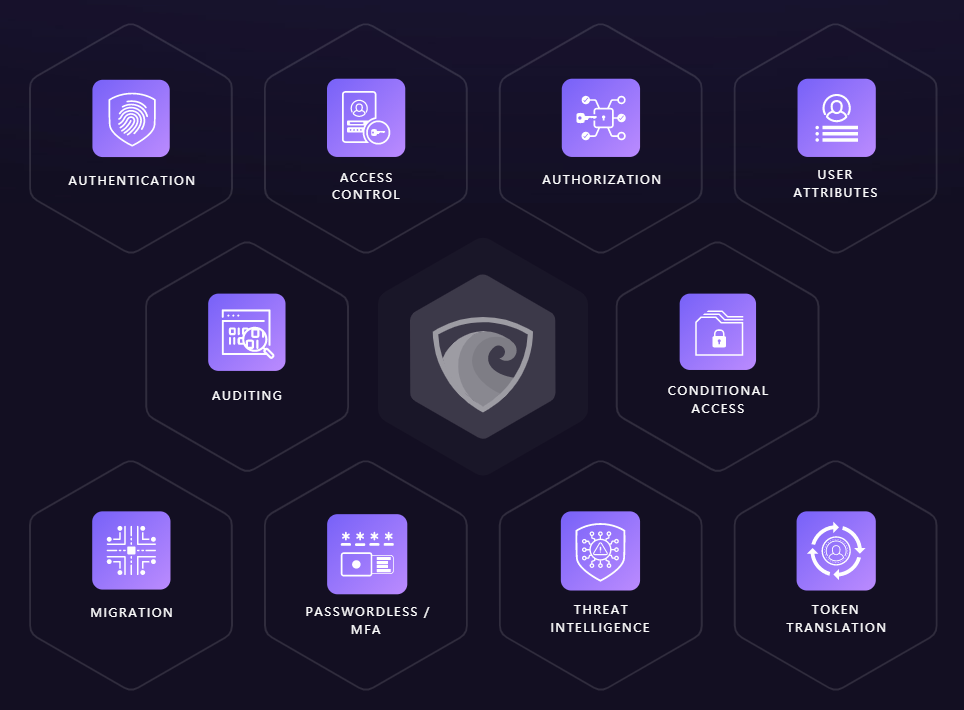 AUTHENTICATION
ACCESS
CONTROL
AUTHORIZATION
USER
ATTRIBUTES
AUDITING
CONDITIONAL
ACCESS
MIGRATION
PASSWORDLESS /
MFA
THREAT
INTELLIGENCE
TOKEN
TRANSLATION